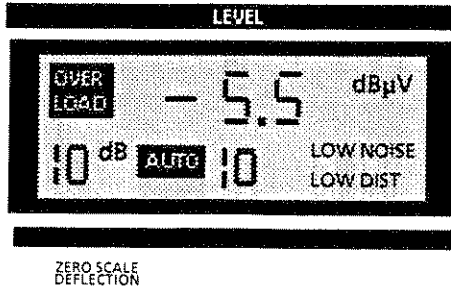 LEVEL
OVER
LOAD
- 5.5 dBµV
10 dB AUTO 10
LOW NOISE
LOW DIST
ZERO SCALE
DEFLECTION